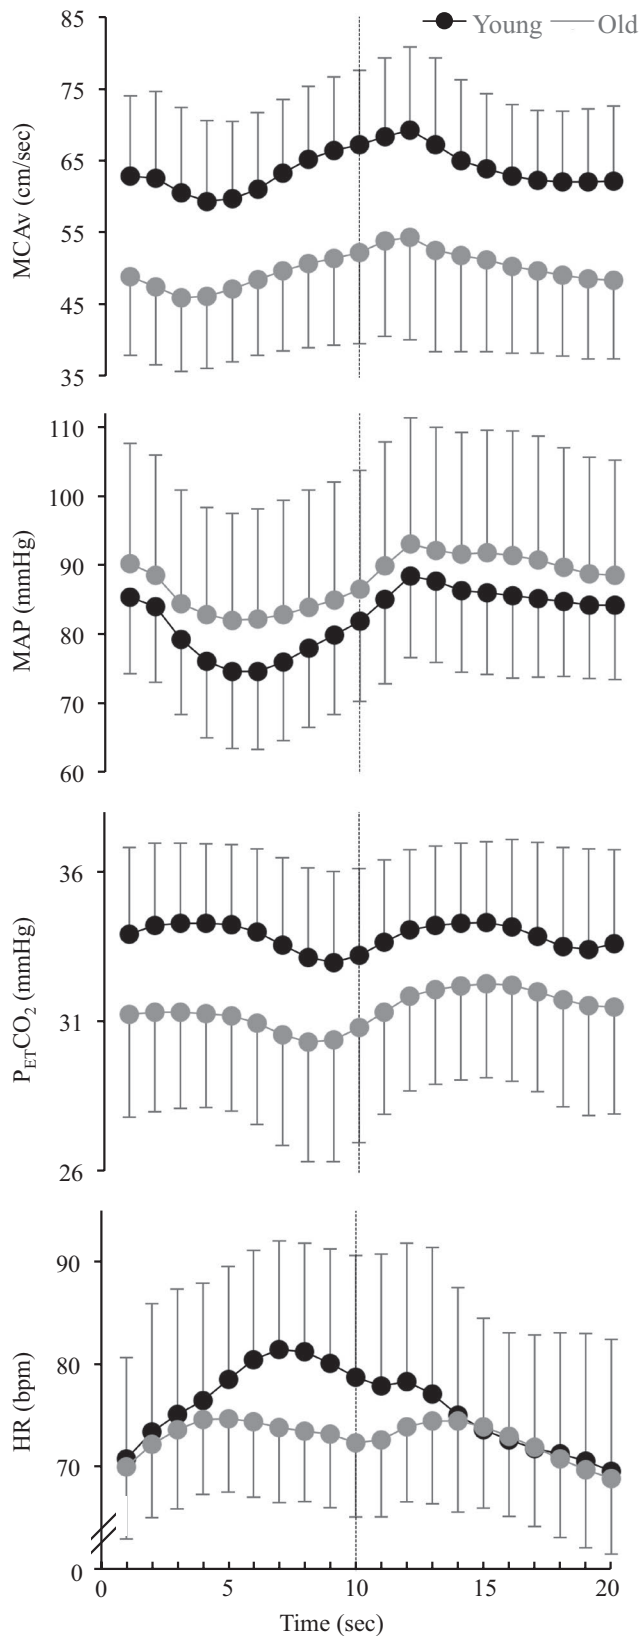 Young Old
MCAv (cm/sec)
85
75
65
55
45
35
MAP (mmHg)
110
100
90
80
70
60
PETCO2 (mmHg)
36
31
26
HR (bpm)
90
80
70
0
0 5 10 15 20
Time (sec)